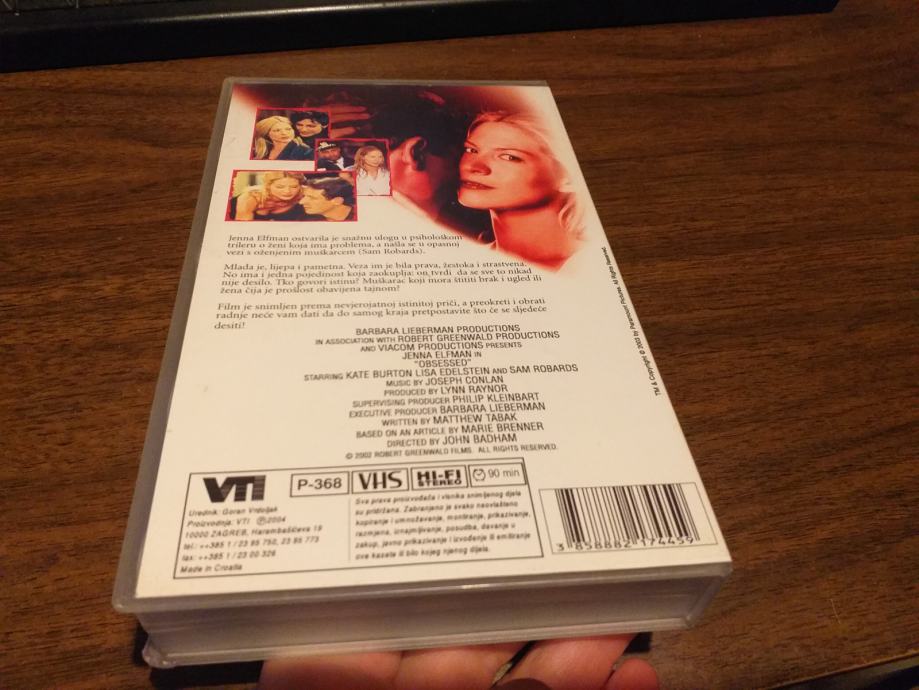 Jenna Elfman ostvarila je snažnu ulogu u psihološkom
trileru o ženi koja ima problema, a našla se u opasnoj
vezi s oženjenim muškarcem (Sam Robards).
Mlada je, lijepa i pametna. Veza im je bila prava, žestoka i strastvena.
No ima i jedna pojedinost koja zaokuplja: on tvrdi da se sve to nikad
nije desilo. Tko govori istinu? Muškarac koji mora štititi brak i ugled ili
žena čija je prošlost obavijena tajnom?
Film je snimljen prema nevjerojatnoj istinitoj priči, a preokreti i obrati
radnje neće vam dati da do samog kraja pretpostavite što će se sljedeće
desiti!
BARBARA LIEBERMAN PRODUCTIONS
IN ASSOCIATION WITH ROBERT GREENWALD PRODUCTIONS
AND VIACOM PRODUCTIONS PRESENTS
JENNA ELFMAN IN
"OBSESSED"
STARRING KATE BURTON LISA EDELSTEIN AND SAM ROBARDS
MUSIC BY JOSEPH CONLAN
PRODUCED BY LYNN RAYNOR
SUPERVISING PRODUCER PHILIP KLEINBART
EXECUTIVE PRODUCER BARBARA LIEBERMAN
WRITTEN BY MATTHEW TABAK
BASED ON AN ARTICLE BY MARIE BRENNER
DIRECTED BY JOHN BADHAM
© 2002 ROBERT GREENWALD FILMS. ALL RIGHTS RESERVED.
TM & Copyright © 2003 by Paramount Pictures. All Rights Reserved.
VTI
P-368
VHS
HI-FI
STEREO
90 min
Urednik: Goran Vrdoljak
Proizvodnja: VTI ℗2004
10000 ZAGREB, Harambašićeva 19
tel.: ++385 1 / 23 95 750, 23 95 773
fax: ++385 1 / 23 00 326
Made in Croatia
Sva prava proizvođača i vlsnika snimljenog djela
su pridržana. Zabranjeno je svako neovlašteno
kopiranje i umnožavanje, montiranje, prikazivanje,
razmjena, iznajmljivanje, posudba, davanje u
zakup, javno prikazivanje i izvođenje ili emitiranje
ove kasete ili bilo kojeg njenog dijela.
3 858882 174459